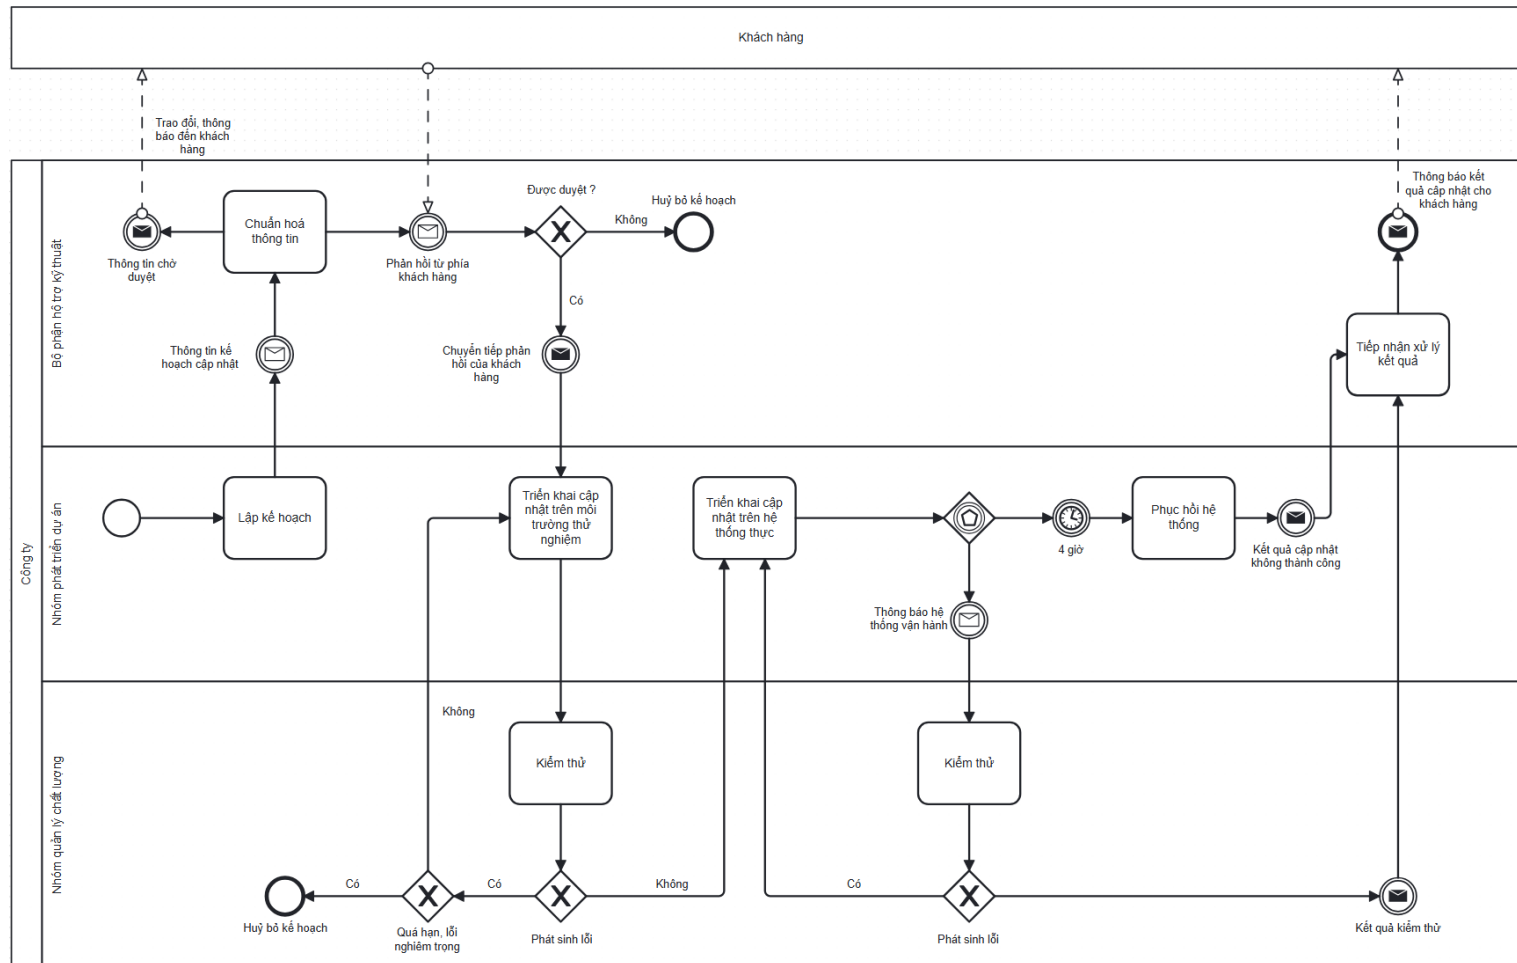 Khách hàng
Trao đổi, thông
báo đến khách
hàng
Công ty
Bộ phận hỗ trợ kỹ thuật
Chuẩn hoá
thông tin
Thông tin chờ
duyệt
Phản hồi từ phía
khách hàng
Được duyệt ?
Không
Huỷ bỏ kế hoạch
Có
Thông tin kế
hoạch cập nhật
Chuyển tiếp phản
hồi của khách
hàng
Thông báo kết
quả cập nhật cho
khách hàng
Tiếp nhận xử lý
kết quả
Nhóm phát triển dự án
Lập kế hoạch
Triển khai cập
nhật trên môi
trường thử
nghiệm
Triển khai cập
nhật trên hệ
thống thực
4 giờ
Phục hồi hệ
thống
Kết quả cập nhật
không thành công
Thông báo hệ
thống vận hành
Nhóm quản lý chất lượng
Không
Kiểm thử
Kiểm thử
Có
Có
Không
Có
Huỷ bỏ kế hoạch
Quá hạn, lỗi
nghiêm trọng
Phát sinh lỗi
Phát sinh lỗi
Kết quả kiểm thử